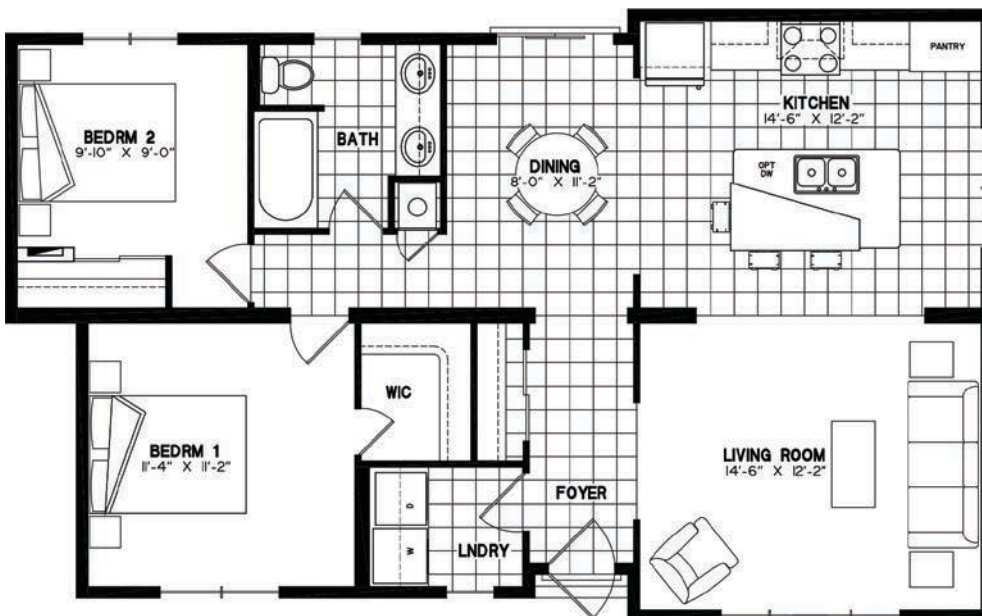 PANTRY
KITCHEN
14'-6" X 12'-2"
BEDRM 2
9'-10" X 9'-0"
BATH
DINING
8'-0" X 11'-2"
OPT
DW
WIC
BEDRM 1
11'-4" X 11'-2"
LIVING ROOM
14'-6" X 12'-2"
FOYER
D
W
LNDRY